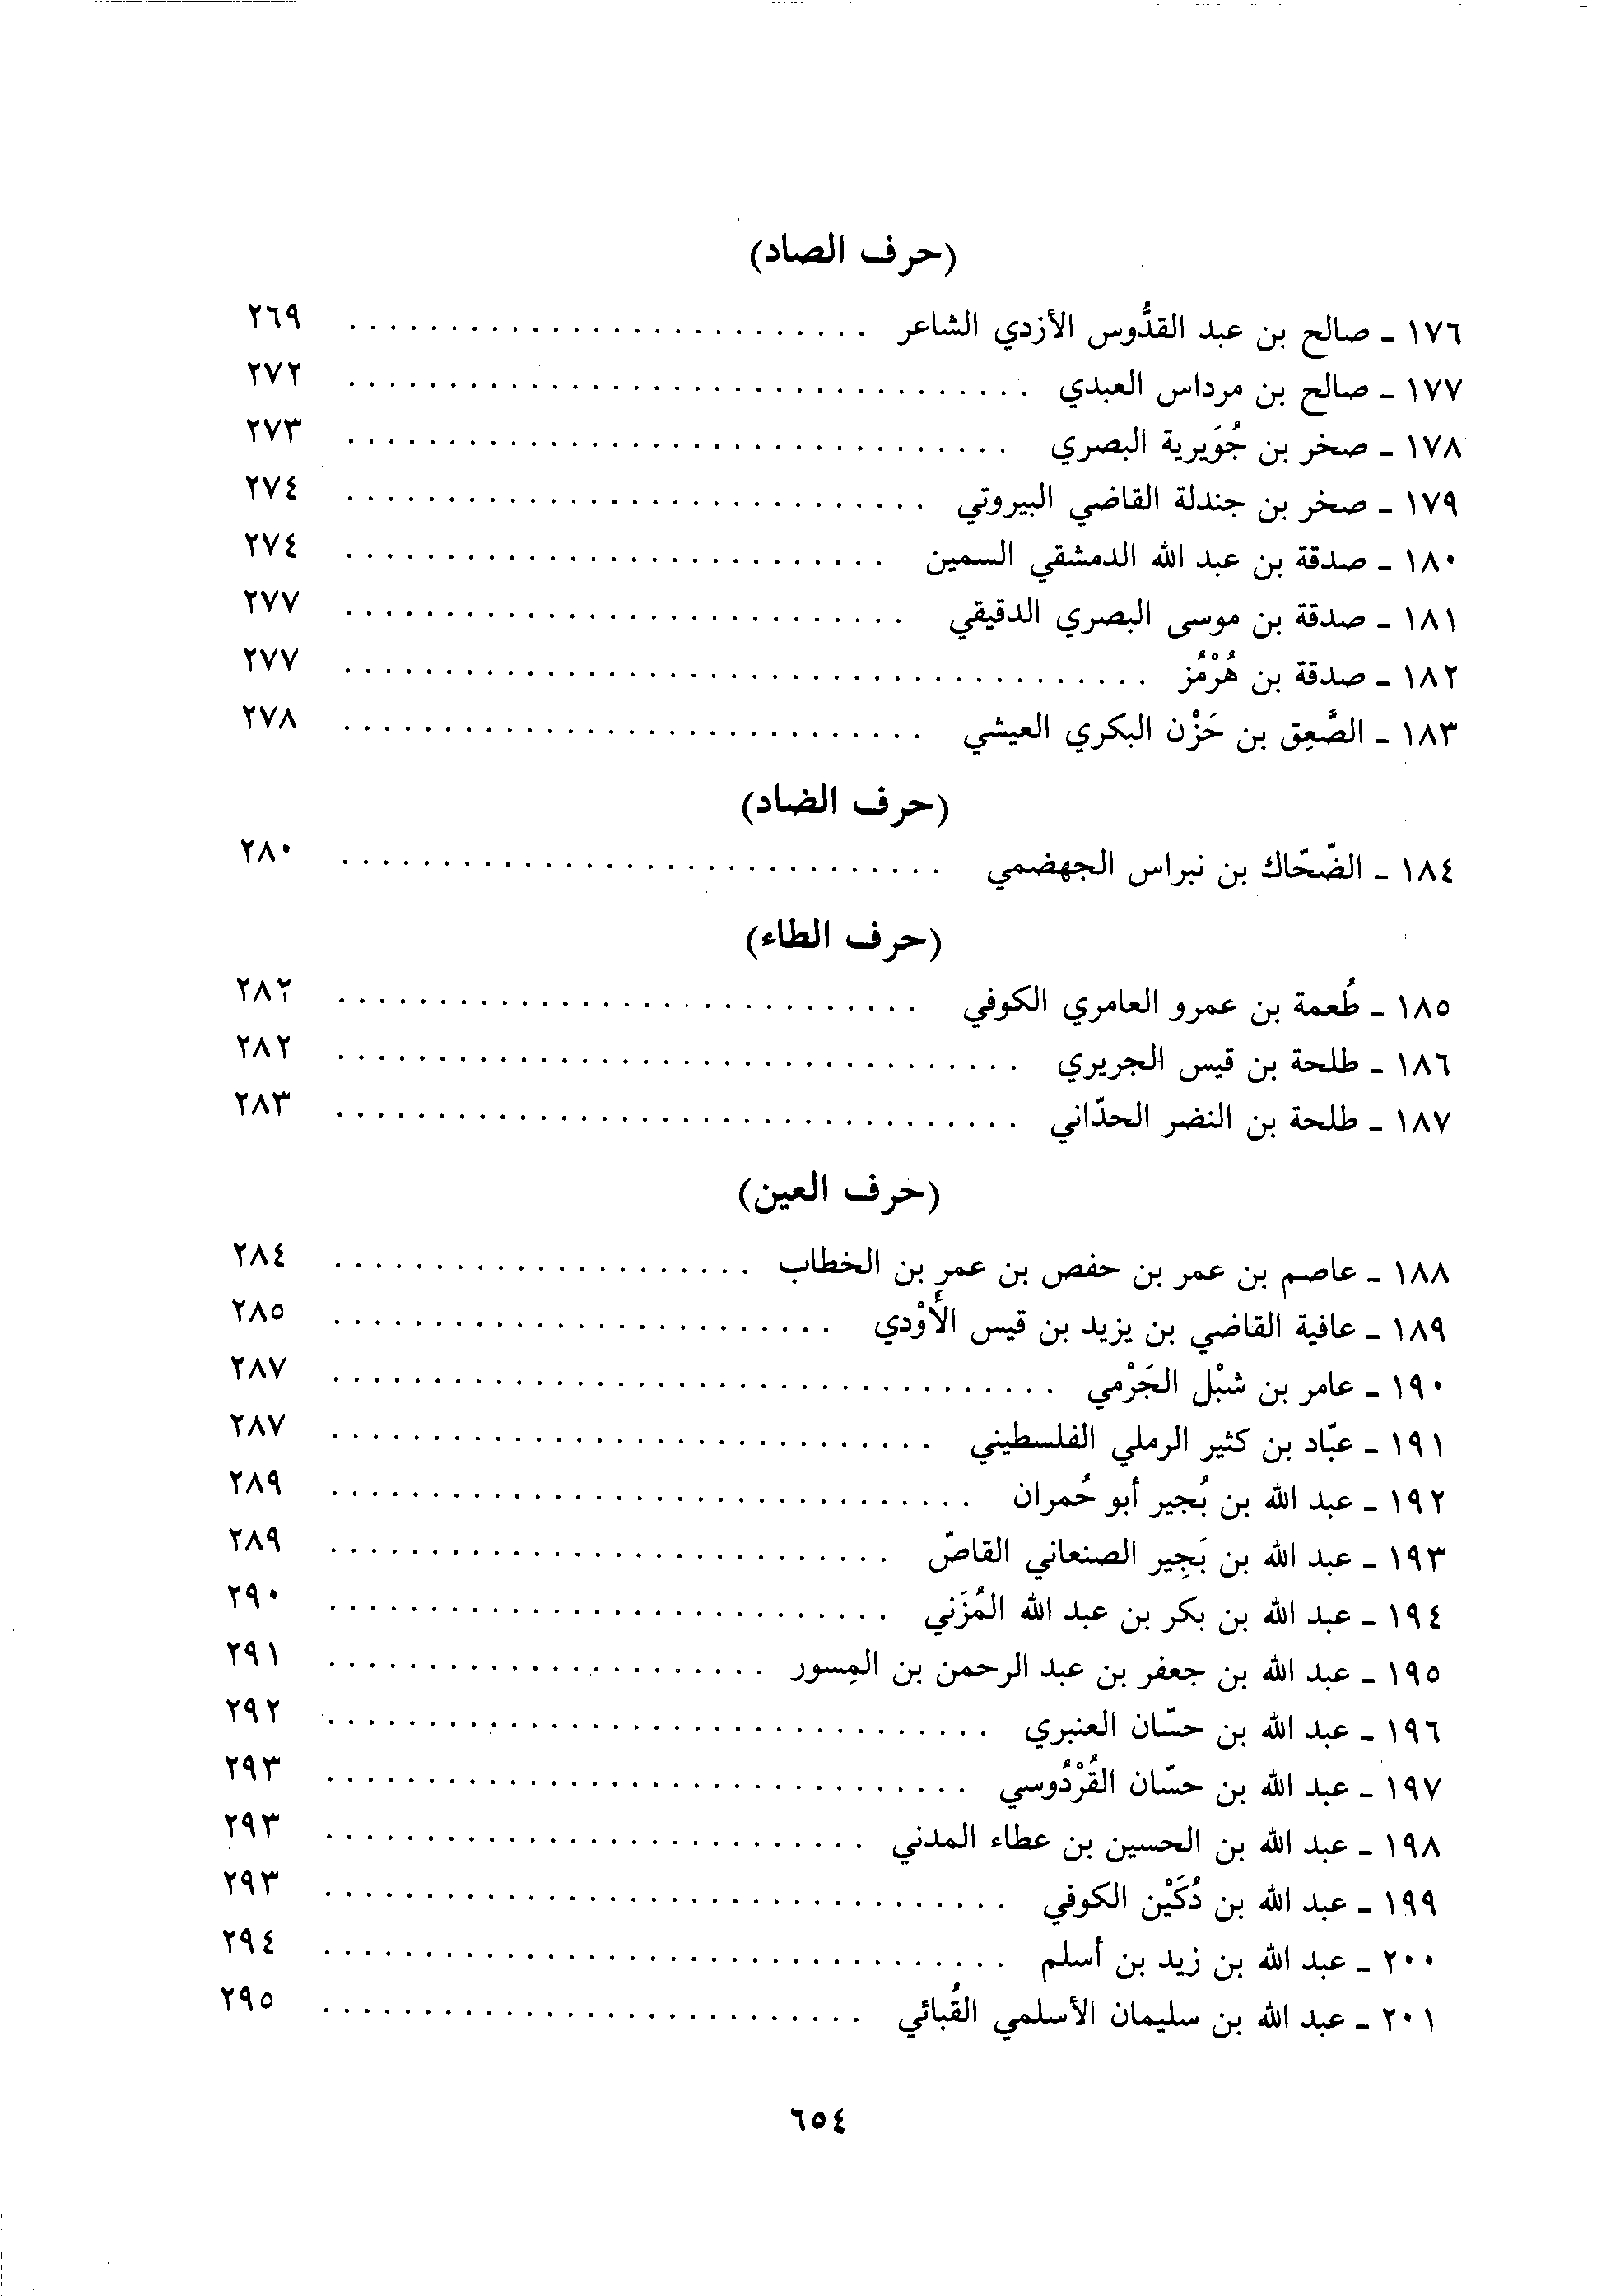 (حرف الصاد)
١٧٦ - صالح بن عبد القدُّوس الأزدي الشاعر . . . . . . . . . . . . . . . . . . . . . . . . . . ٢٦٩
١٧٧ - صالح بن مرداس العبدي . . . . . . . . . . . . . . . . . . . . . . . . . . . . . . . . . . ٢٧٢
١٧٨ - صخر بن جُوَيرية البصري . . . . . . . . . . . . . . . . . . . . . . . . . . . . . . . . . ٢٧٣
١٧٩ - صخر بن جندلة القاضي البيروتي . . . . . . . . . . . . . . . . . . . . . . . . . . . . . ٢٧٤
١٨٠ - صدقة بن عبد الله الدمشقي السمين . . . . . . . . . . . . . . . . . . . . . . . . . . . ٢٧٤
١٨١ - صدقة بن موسى البصري الدقيقي . . . . . . . . . . . . . . . . . . . . . . . . . . . . ٢٧٧
١٨٢ - صدقة بن هُرْمُز . . . . . . . . . . . . . . . . . . . . . . . . . . . . . . . . . . . . . . . . ٢٧٧
١٨٣ - الصَّعِق بن حَزْن البكري العيشي . . . . . . . . . . . . . . . . . . . . . . . . . . . . . ٢٧٨
(حرف الضاد)
١٨٤ - الضّحّاك بن نبراس الجهضمي . . . . . . . . . . . . . . . . . . . . . . . . . . . . . . ٢٨٠
(حرف الطاء)
١٨٥ - طُعمة بن عمرو العامري الكوفي . . . . . . . . . . . . . . . . . . . . . . . . . . . . . ٢٨٢
١٨٦ - طلحة بن قيس الجريري . . . . . . . . . . . . . . . . . . . . . . . . . . . . . . . . . . ٢٨٢
١٨٧ - طلحة بن النضر الحدّاني . . . . . . . . . . . . . . . . . . . . . . . . . . . . . . . . . . ٢٨٣
(حرف العين)
١٨٨ - عاصم بن عمر بن حفص بن عمر بن الخطاب . . . . . . . . . . . . . . . . . . . . . ٢٨٤
١٨٩ - عافية القاضي بن يزيد بن قيس الأَوْدي . . . . . . . . . . . . . . . . . . . . . . . . . ٢٨٥
١٩٠ - عامر بن شبْل الجَرْمي . . . . . . . . . . . . . . . . . . . . . . . . . . . . . . . . . . . . ٢٨٧
١٩١ - عبّاد بن كثير الرملي الفلسطيني . . . . . . . . . . . . . . . . . . . . . . . . . . . . . . ٢٨٧
١٩٢ - عبد الله بن بُجير أبو حُمران . . . . . . . . . . . . . . . . . . . . . . . . . . . . . . . . ٢٨٩
١٩٣ - عبد الله بن بَجِير الصنعاني القاصّ . . . . . . . . . . . . . . . . . . . . . . . . . . . . ٢٨٩
١٩٤ - عبد الله بن بكر بن عبد الله المُزَني . . . . . . . . . . . . . . . . . . . . . . . . . . . . ٢٩٠
١٩٥ - عبد الله بن جعفر بن عبد الرحمن بن المِسور . . . . . . . . . . . . . . . . . . . . . . ٢٩١
١٩٦ - عبد الله بن حسّان العنبري . . . . . . . . . . . . . . . . . . . . . . . . . . . . . . . . . ٢٩٢
١٩٧ - عبد الله بن حسّان القُرْدُوسي . . . . . . . . . . . . . . . . . . . . . . . . . . . . . . . . ٢٩٣
١٩٨ - عبد الله بن الحسين بن عطاء المدني . . . . . . . . . . . . . . . . . . . . . . . . . . . ٢٩٣
١٩٩ - عبد الله بن دُكَيْن الكوفي . . . . . . . . . . . . . . . . . . . . . . . . . . . . . . . . . . ٢٩٣
٢٠٠ - عبد الله بن زيد بن أسلم . . . . . . . . . . . . . . . . . . . . . . . . . . . . . . . . . . ٢٩٤
٢٠١ - عبد الله بن سليمان الأسلمي القُبائي . . . . . . . . . . . . . . . . . . . . . . . . . . . ٢٩٥
٦٥٤